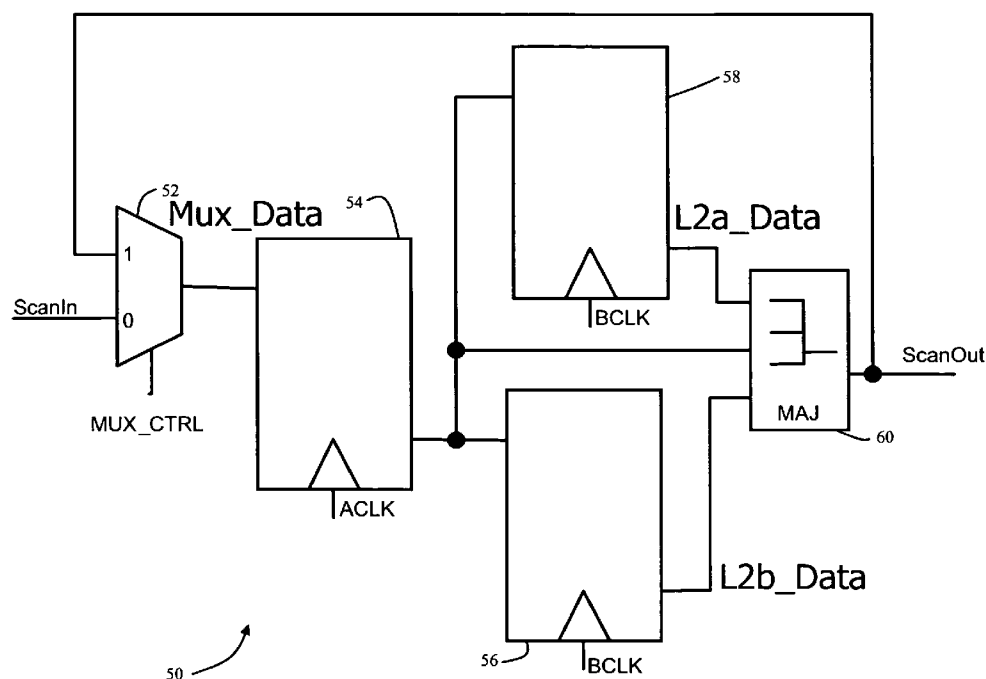 58
52
Mux_Data
54
L2a_Data
1
ScanIn
0
BCLK
ScanOut
MUX_CTRL
MAJ
60
ACLK
L2b_Data
50
56
BCLK